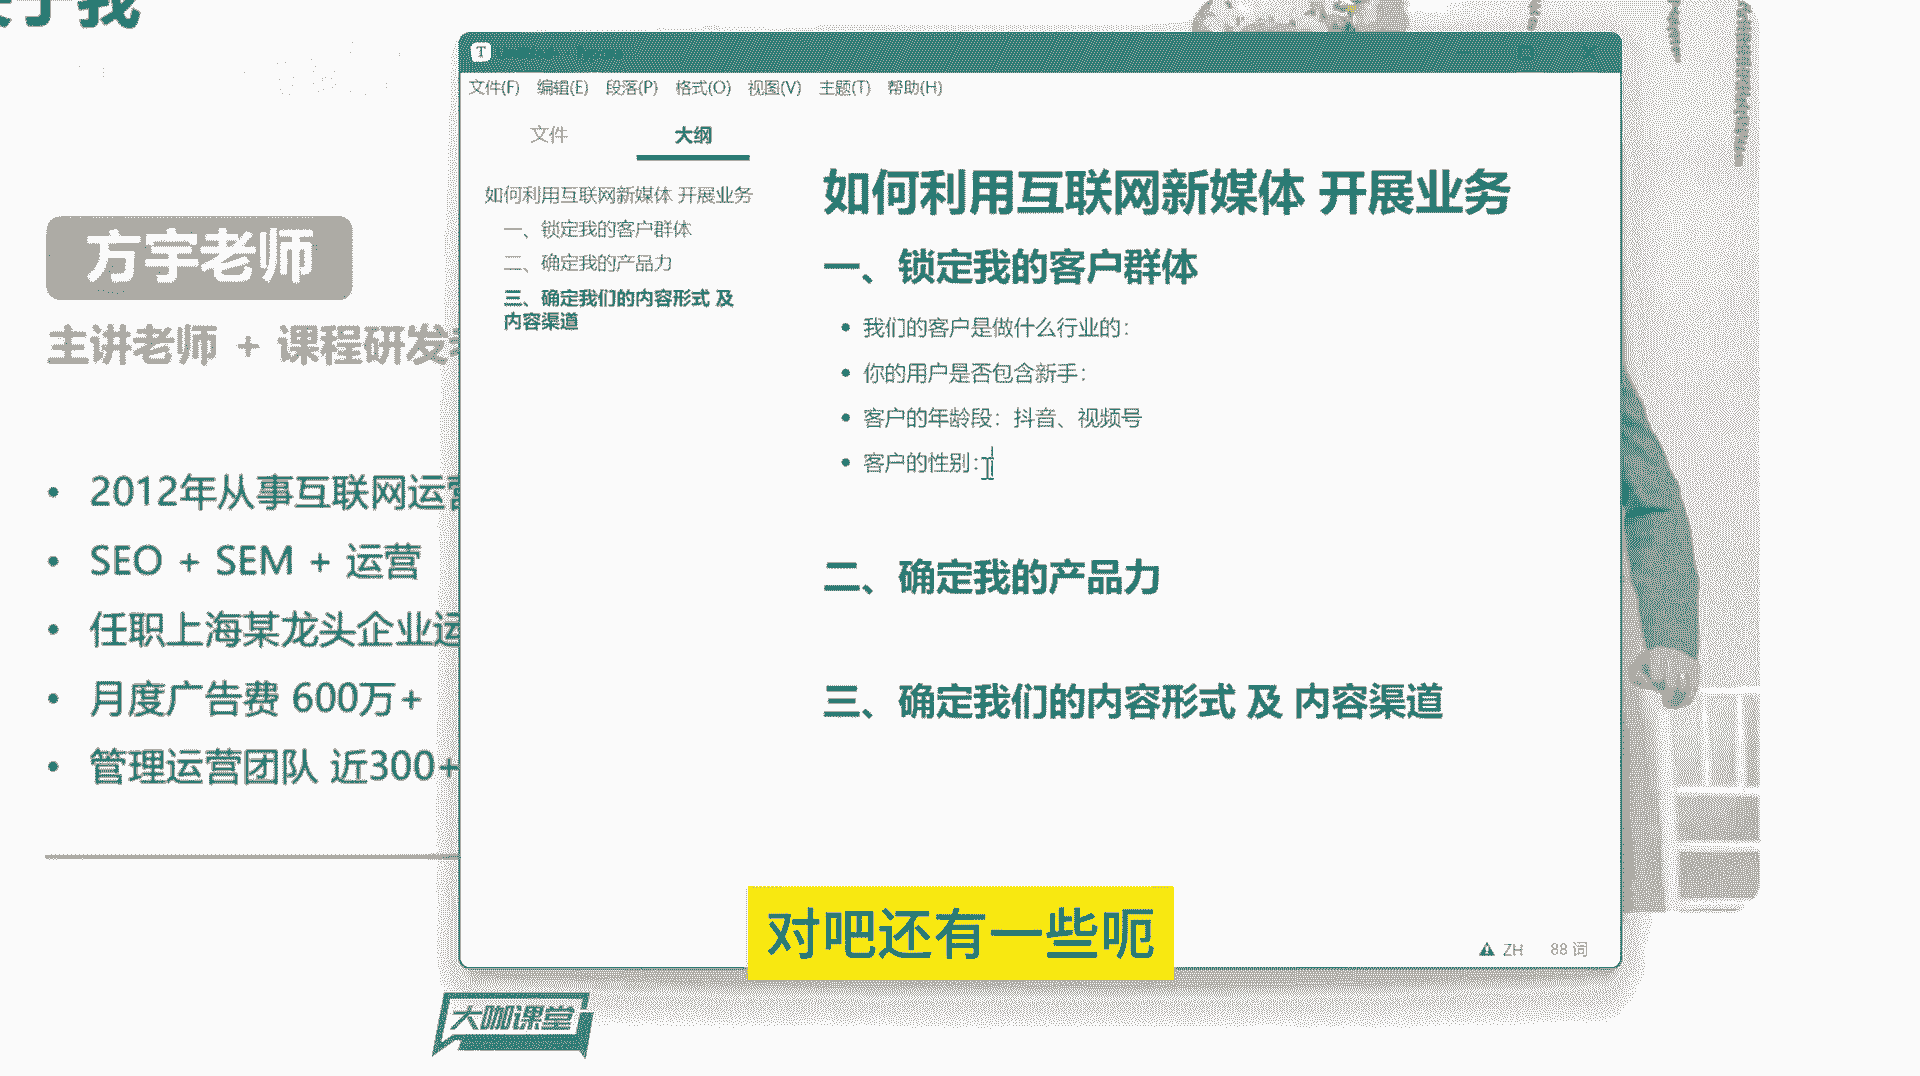 于我
方宇老师
主讲老师 + 课程研发
2012年从事互联网运营
SEO + SEM + 运营
任职上海某龙头企业运
月度广告费 600万+
管理运营团队 近300+
T
文件(F) 编辑(E) 段落(P) 格式(O) 视图(V) 主题(T) 帮助(H)
文件 大纲
如何利用互联网新媒体 开展业务
一、锁定我的客户群体
二、确定我的产品力
三、确定我们的内容形式 及
内容渠道
如何利用互联网新媒体 开展业务
一、锁定我的客户群体
我们的客户是做什么行业的：
你的用户是否包含新手：
客户的年龄段：抖音、视频号
客户的性别：
二、确定我的产品力
三、确定我们的内容形式 及 内容渠道
ZH 88 词
对吧还有一些呃
大咖课堂